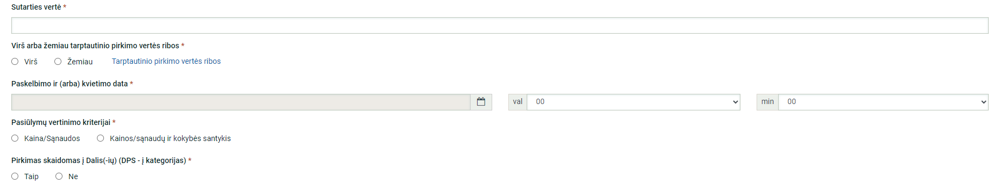 Sutarties vertė *
Virš arba žemiau tarptautinio pirkimo vertės ribos *
Virš Žemiau Tarptautinio pirkimo vertės ribos
Paskelbimo ir (arba) kvietimo data *
val 00 min 00
Pasiūlymų vertinimo kriterijai *
Kaina/Sąnaudos Kainos/sąnaudų ir kokybės santykis
Pirkimas skaidomas į Dalis(-ių) (DPS - į kategorijas) *
Taip Ne